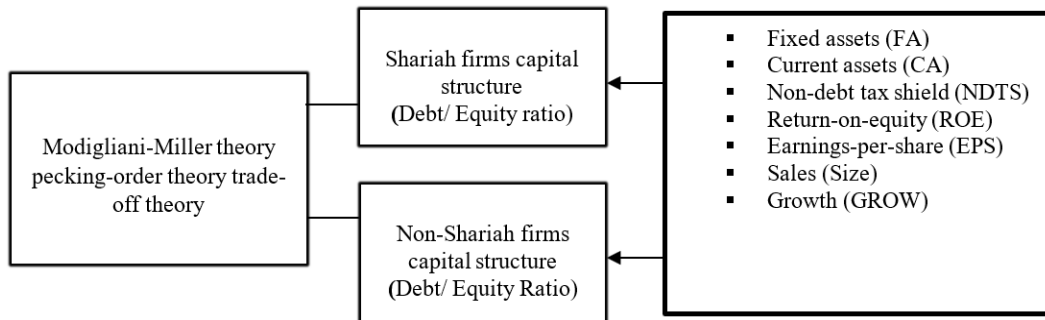 Modigliani-Miller theory
pecking-order theory trade-
off theory
Shariah firms capital
structure
(Debt/ Equity ratio)
Non-Shariah firms
capital structure
(Debt/ Equity Ratio)
▪ Fixed assets (FA)
▪ Current assets (CA)
▪ Non-debt tax shield (NDTS)
▪ Return-on-equity (ROE)
▪ Earnings-per-share (EPS)
▪ Sales (Size)
▪ Growth (GROW)